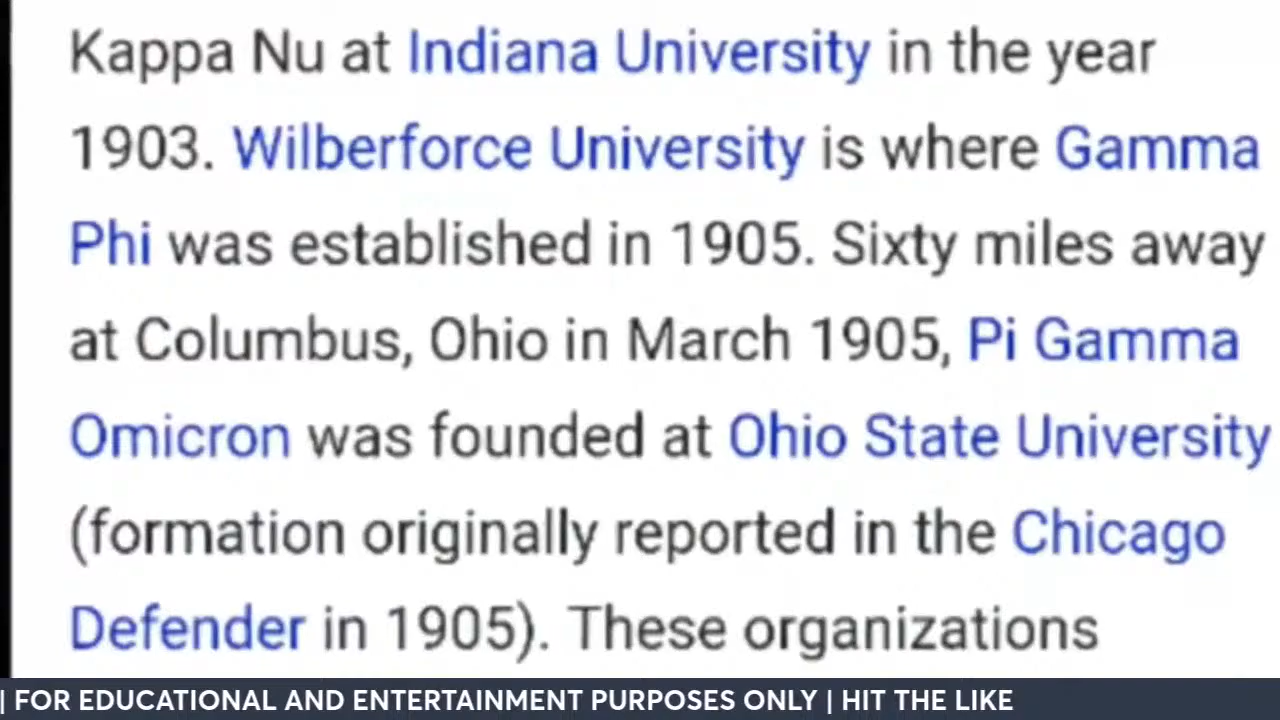 Kappa Nu at Indiana University in the year
1903. Wilberforce University is where Gamma
Phi was established in 1905. Sixty miles away
at Columbus, Ohio in March 1905, Pi Gamma
Omicron was founded at Ohio State University
(formation originally reported in the Chicago
Defender in 1905). These organizations
| FOR EDUCATIONAL AND ENTERTAINMENT PURPOSES ONLY | HIT THE LIKE